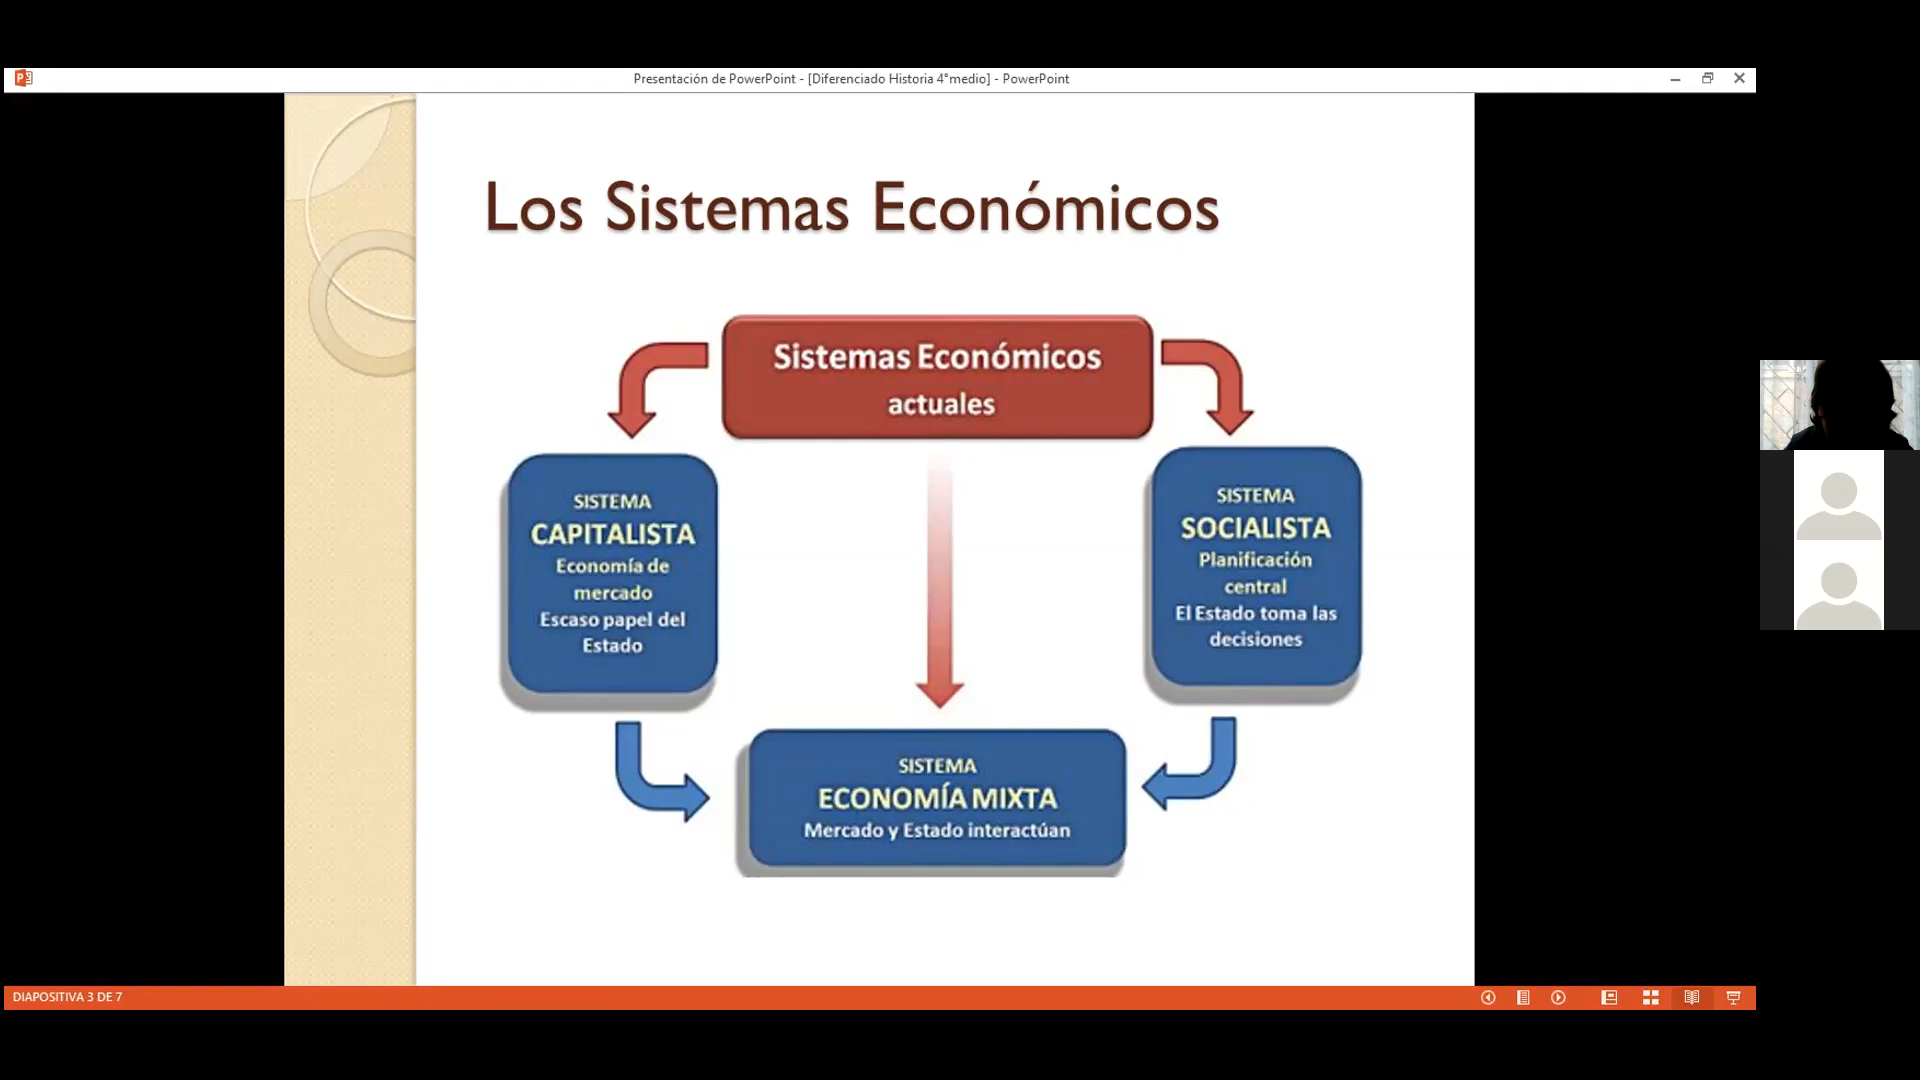 Presentación de PowerPoint - [Diferenciado Historia 4°medio] - PowerPoint
Los Sistemas Económicos
Sistemas Económicos
actuales
SISTEMA
CAPITALISTA
Economía de
mercado
Escaso papel del
Estado
SISTEMA
SOCIALISTA
Planificación
central
El Estado toma las
decisiones
SISTEMA
ECONOMÍA MIXTA
Mercado y Estado interactúan
DIAPOSITIVA 3 DE 7